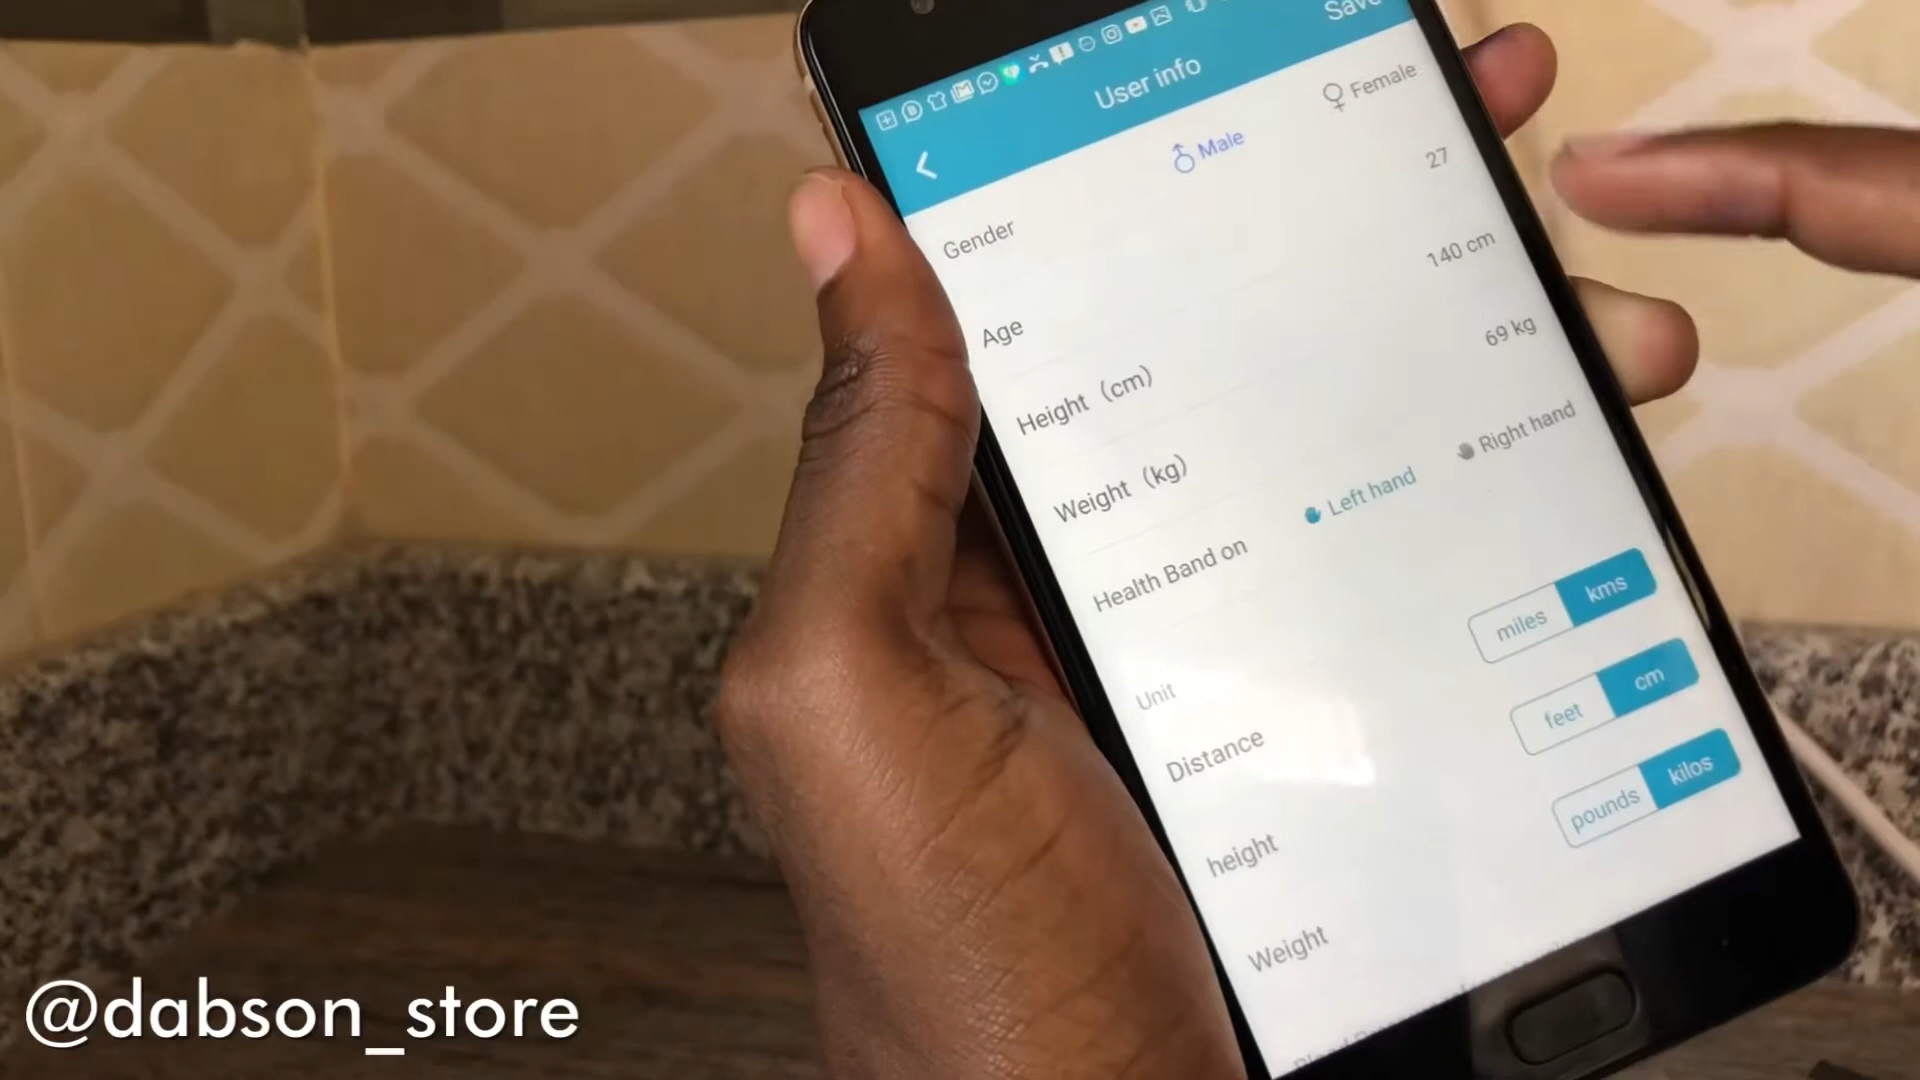 Save
User info
Gender Male Female
Age 27
Height (cm) 140 cm
Weight (kg) 69 kg
Health Band on Left hand Right hand
Unit
Distance miles kms
height feet cm
Weight pounds kilos
@dabson_store